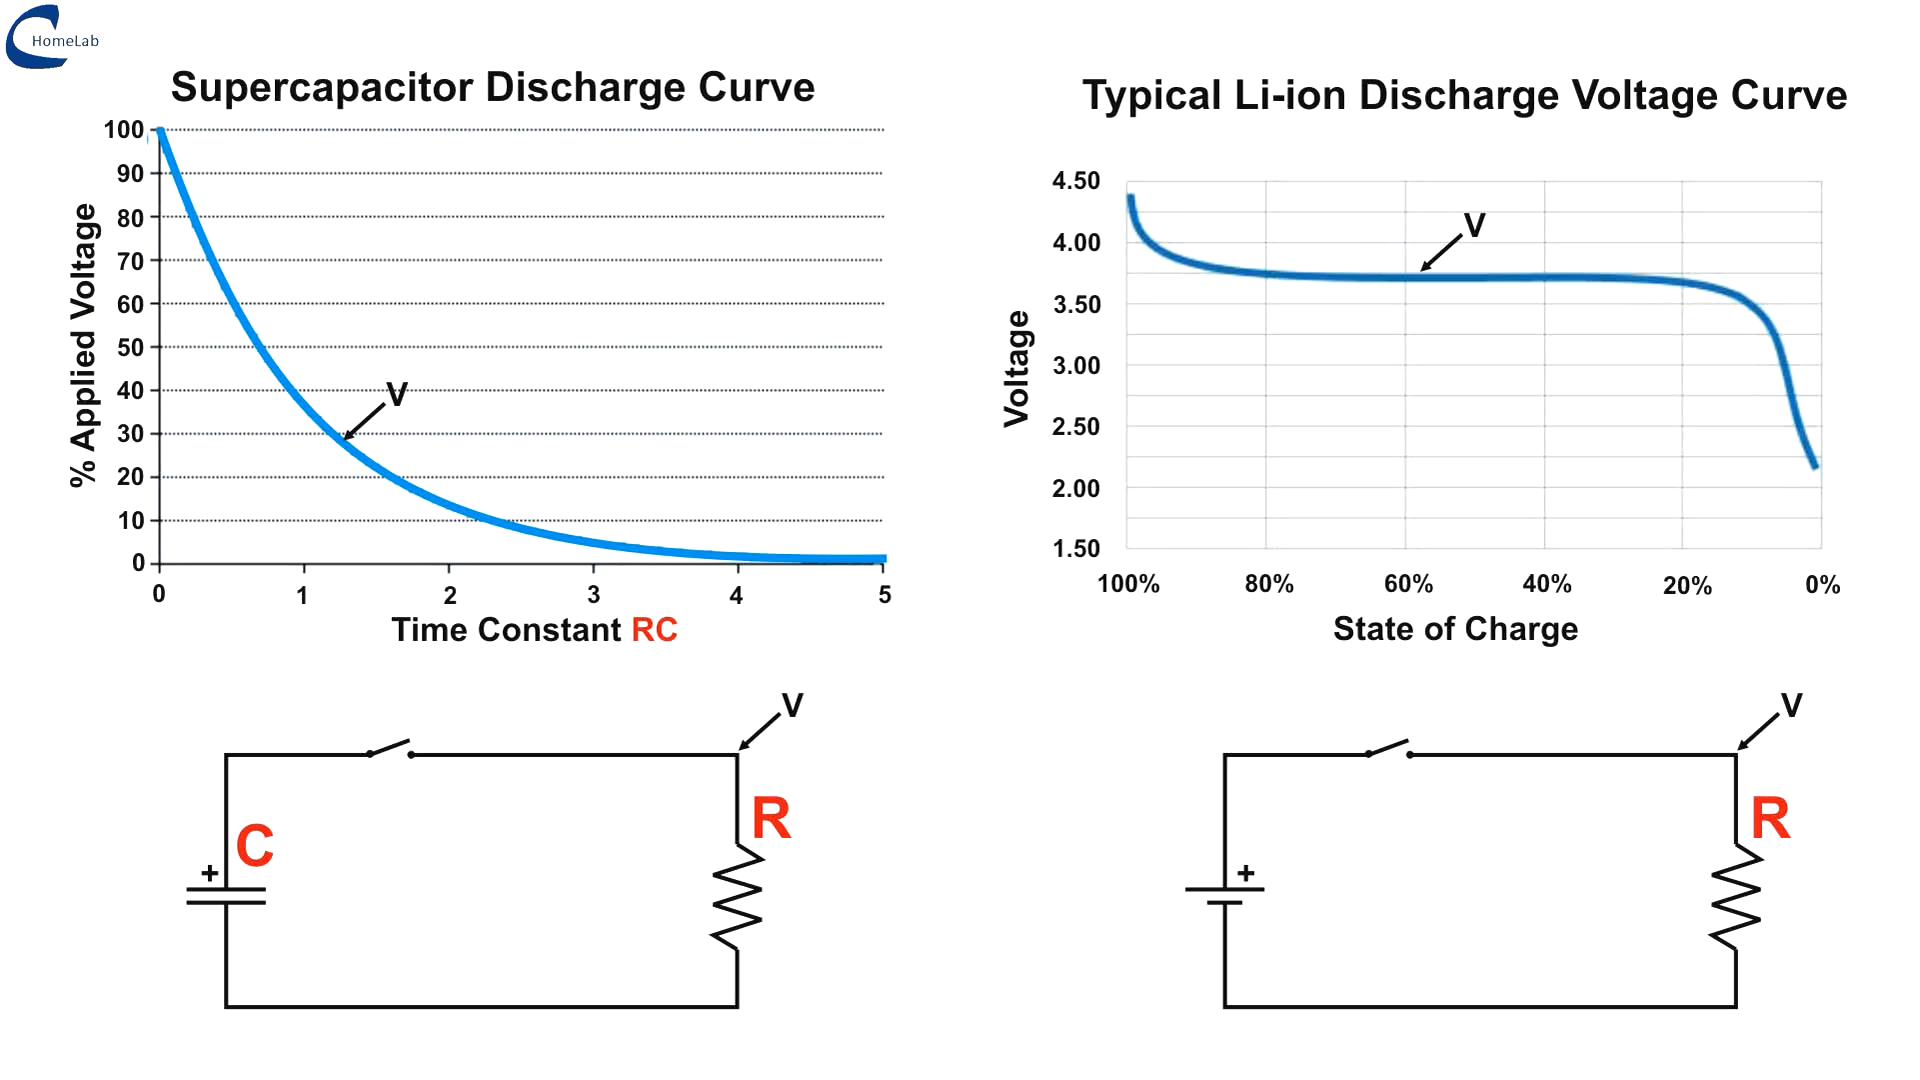 HomeLab
Supercapacitor Discharge Curve
% Applied Voltage
100
90
80
70
60
50
40
30
20
10
0
V
0 1 2 3 4 5
Time Constant RC
Typical Li-ion Discharge Voltage Curve
Voltage
4.50
4.00
3.50
3.00
2.50
2.00
1.50
V
100% 80% 60% 40% 20% 0%
State of Charge
V
C
R
+
V
R
+